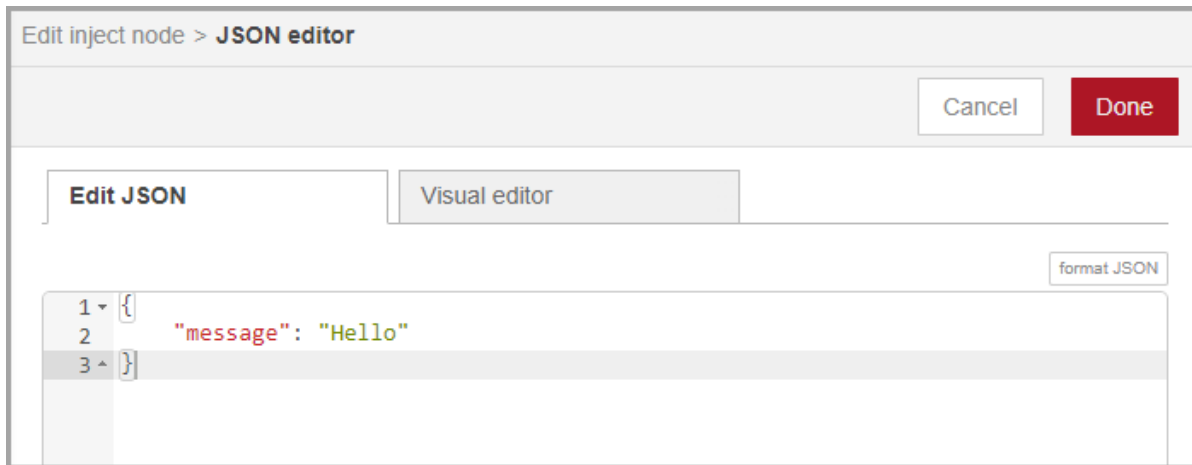 Edit inject node > JSON editor
Cancel Done
Edit JSON Visual editor
format JSON
1 {
2 "message": "Hello"
3 }